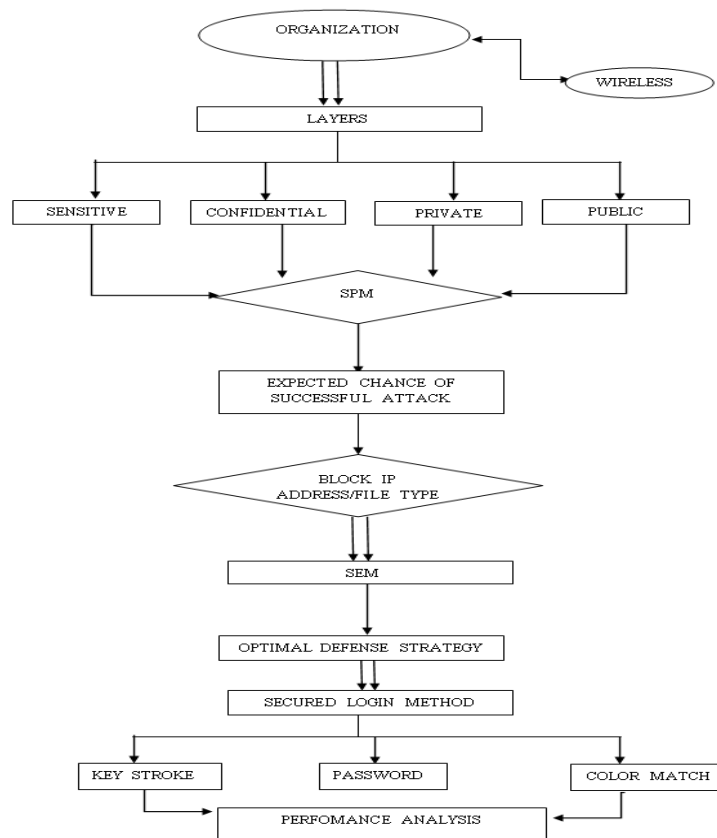 ORGANIZATION
WIRELESS
LAYERS
SENSITIVE
CONFIDENTIAL
PRIVATE
PUBLIC
SPM
EXPECTED CHANCE OF
SUCCESSFUL ATTACK
BLOCK IP
ADDRESS/FILE TYPE
SEM
OPTIMAL DEFENSE STRATEGY
SECURED LOGIN METHOD
KEY STROKE
PASSWORD
COLOR MATCH
PERFOMANCE ANALYSIS